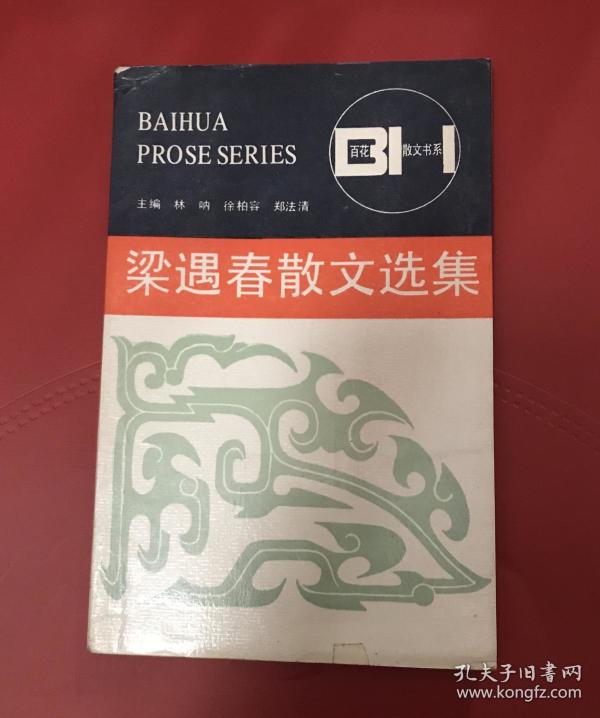 BAIHUA
PROSE SERIES
BH
百花 散文书系
主编 林呐 徐柏容 郑法清
梁遇春散文选集
孔夫子旧书网
www.kongfz.com